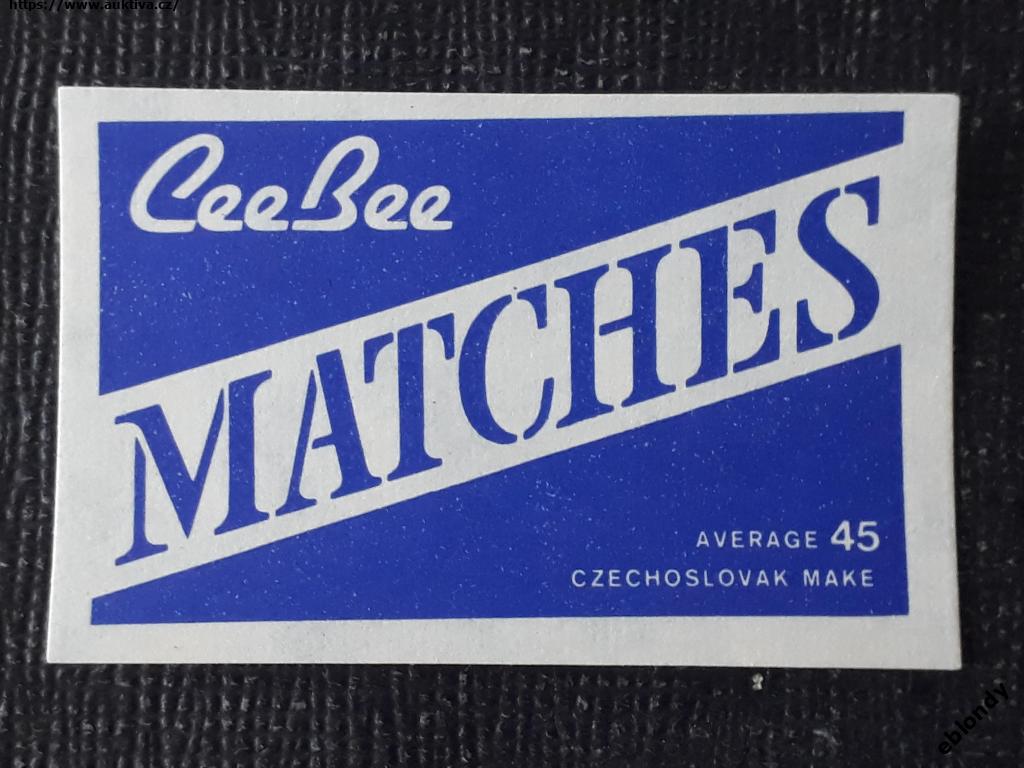 https://www.auktiva.cz/
CeeBee
MATCHES
AVERAGE 45
CZECHOSLOVAK MAKE
eblondy